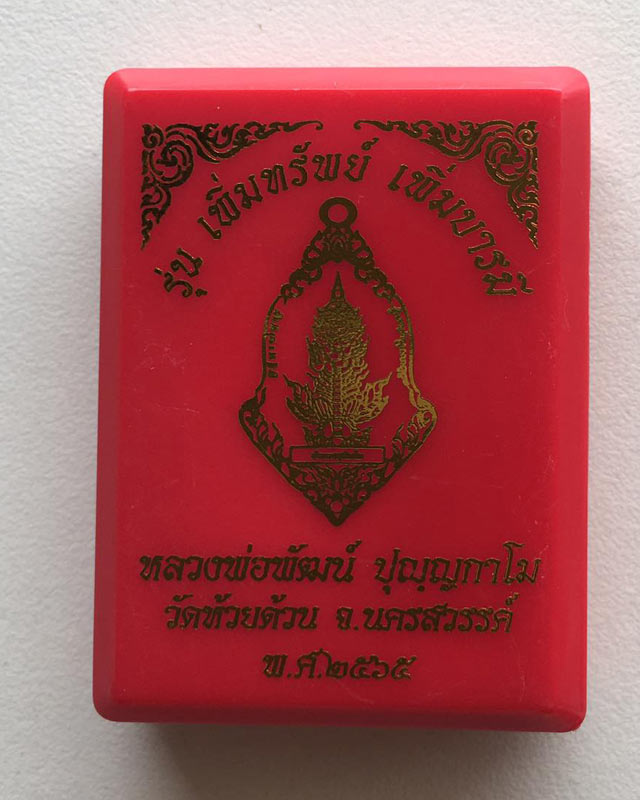 รุ่น เพิ่มทรัพย์ เพิ่มบารมี
หลวงพ่อพัฒน์ ปุญฺญกาโม
วัดห้วยด้วน จ.นครสวรรค์
พ.ศ.๒๕๖๕